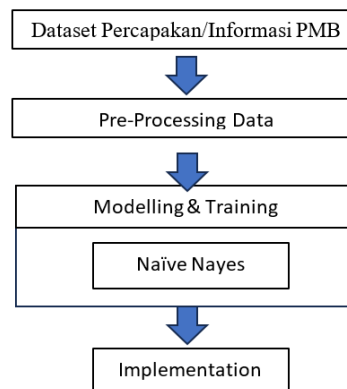 Dataset Percapakan/Informasi PMB
Pre-Processing Data
Modelling & Training
Naïve Nayes
Implementation